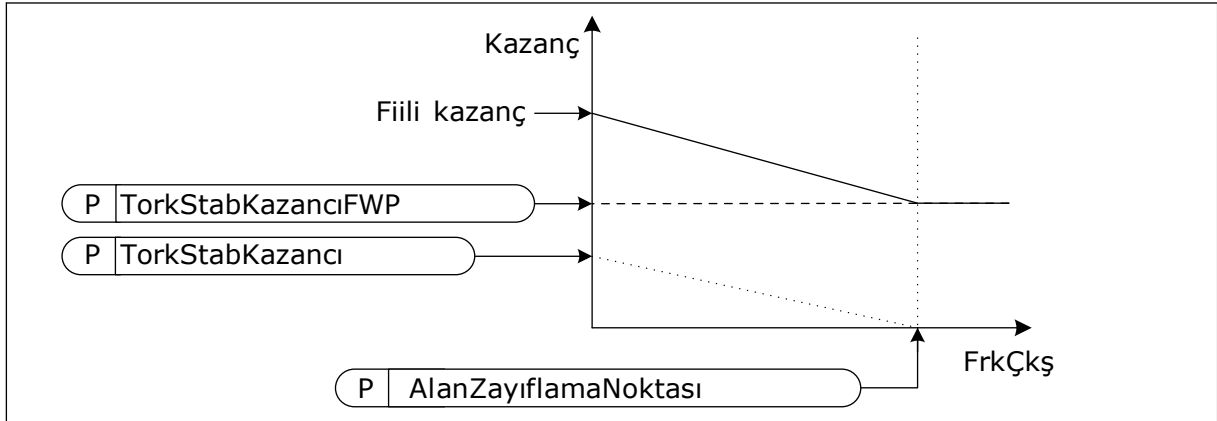 Kazanç
Fiili kazanç
P TorkStabKazancıFWP
P TorkStabKazancı
FrkÇkş
P AlanZayıflamaNoktası